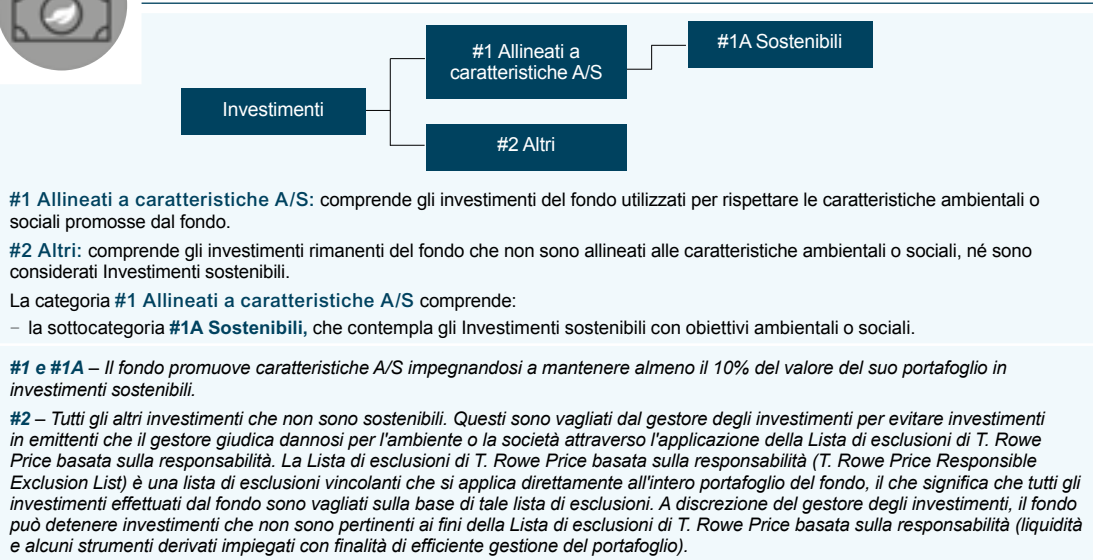 #1 Allineati a
caratteristiche A/S
#1A Sostenibili
Investimenti
#2 Altri
#1 Allineati a caratteristiche A/S: comprende gli investimenti del fondo utilizzati per rispettare le caratteristiche ambientali o
sociali promosse dal fondo.
#2 Altri: comprende gli investimenti rimanenti del fondo che non sono allineati alle caratteristiche ambientali o sociali, né sono
considerati Investimenti sostenibili.
La categoria #1 Allineati a caratteristiche A/S comprende:
– la sottocategoria #1A Sostenibili, che contempla gli Investimenti sostenibili con obiettivi ambientali o sociali.
#1 e #1A – Il fondo promuove caratteristiche A/S impegnandosi a mantenere almeno il 10% del valore del suo portafoglio in
investimenti sostenibili.
#2 – Tutti gli altri investimenti che non sono sostenibili. Questi sono vagliati dal gestore degli investimenti per evitare investimenti
in emittenti che il gestore giudica dannosi per l'ambiente o la società attraverso l'applicazione della Lista di esclusioni di T. Rowe
Price basata sulla responsabilità. La Lista di esclusioni di T. Rowe Price basata sulla responsabilità (T. Rowe Price Responsible
Exclusion List) è una lista di esclusioni vincolanti che si applica direttamente all'intero portafoglio del fondo, il che significa che tutti gli
investimenti effettuati dal fondo sono vagliati sulla base di tale lista di esclusioni. A discrezione del gestore degli investimenti, il fondo
può detenere investimenti che non sono pertinenti ai fini della Lista di esclusioni di T. Rowe Price basata sulla responsabilità (liquidità
e alcuni strumenti derivati impiegati con finalità di efficiente gestione del portafoglio).